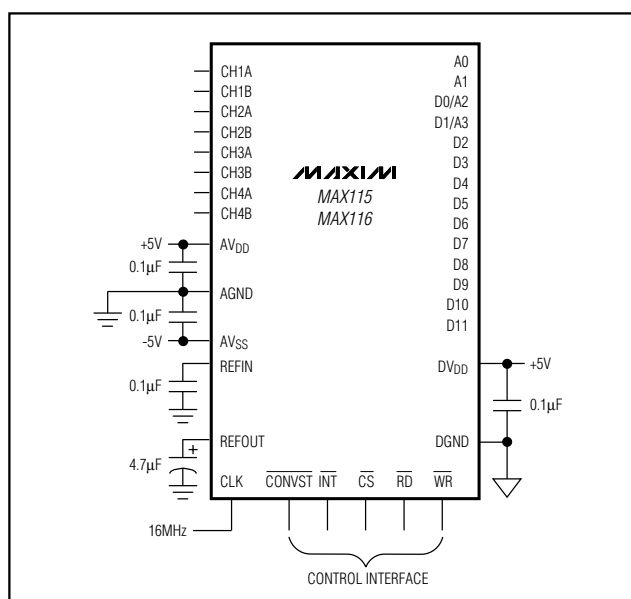 CH1A
CH1B
CH2A
CH2B
CH3A
CH3B
CH4A
CH4B
+5V
AVDD
0.1µF
AGND
0.1µF
-5V
AVSS
REFIN
0.1µF
REFOUT
+
4.7µF
CLK
CONVST
INT
CS
RD
WR
16MHz
CONTROL INTERFACE
MAXIM
MAX115
MAX116
A0
A1
D0/A2
D1/A3
D2
D3
D4
D5
D6
D7
D8
D9
D10
D11
DVDD
+5V
0.1µF
DGND